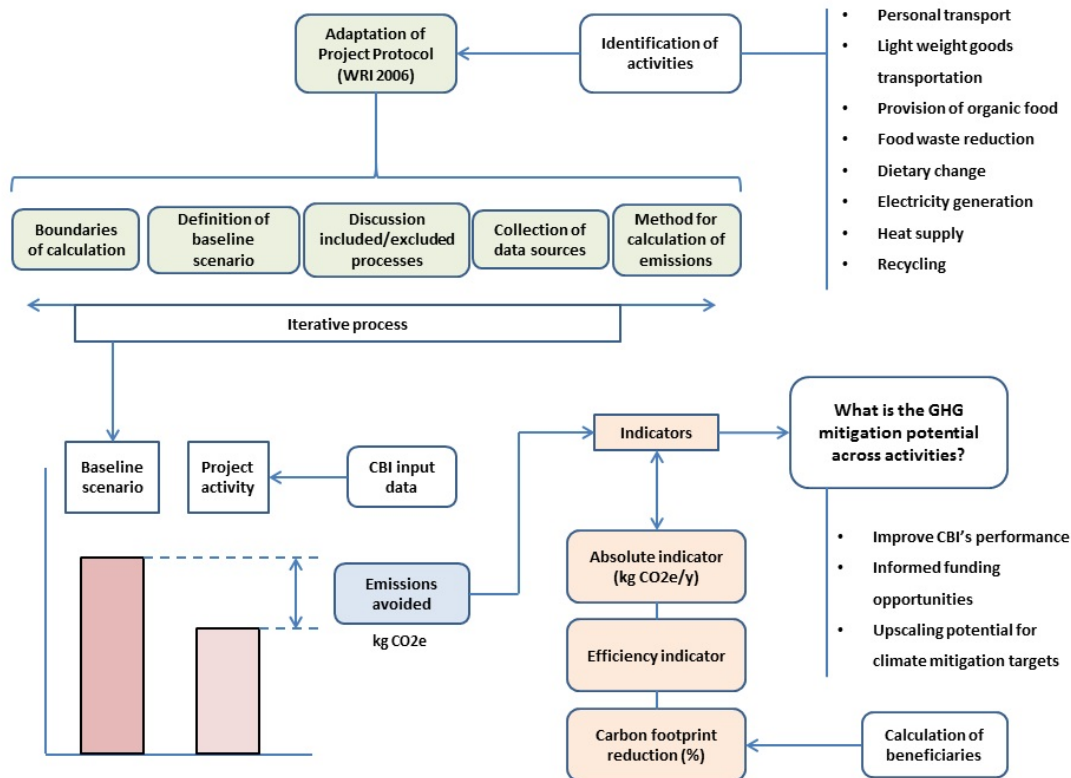 Adaptation of
Project Protocol
(WRI 2006)
Identification of
activities
• Personal transport
• Light weight goods
transportation
• Provision of organic food
• Food waste reduction
• Dietary change
• Electricity generation
• Heat supply
• Recycling
Boundaries
of calculation
Definition of
baseline
scenario
Discussion
included/excluded
processes
Collection of
data sources
Method for
calculation of
emissions
Iterative process
Baseline
scenario
Project
activity
CBI input
data
Indicators
What is the GHG
mitigation potential
across activities?
Emissions
avoided
kg CO2e
Absolute indicator
(kg CO2e/y)
Efficiency indicator
Carbon footprint
reduction (%)
• Improve CBI's performance
• Informed funding
opportunities
• Upscaling potential for
climate mitigation targets
Calculation of
beneficiaries